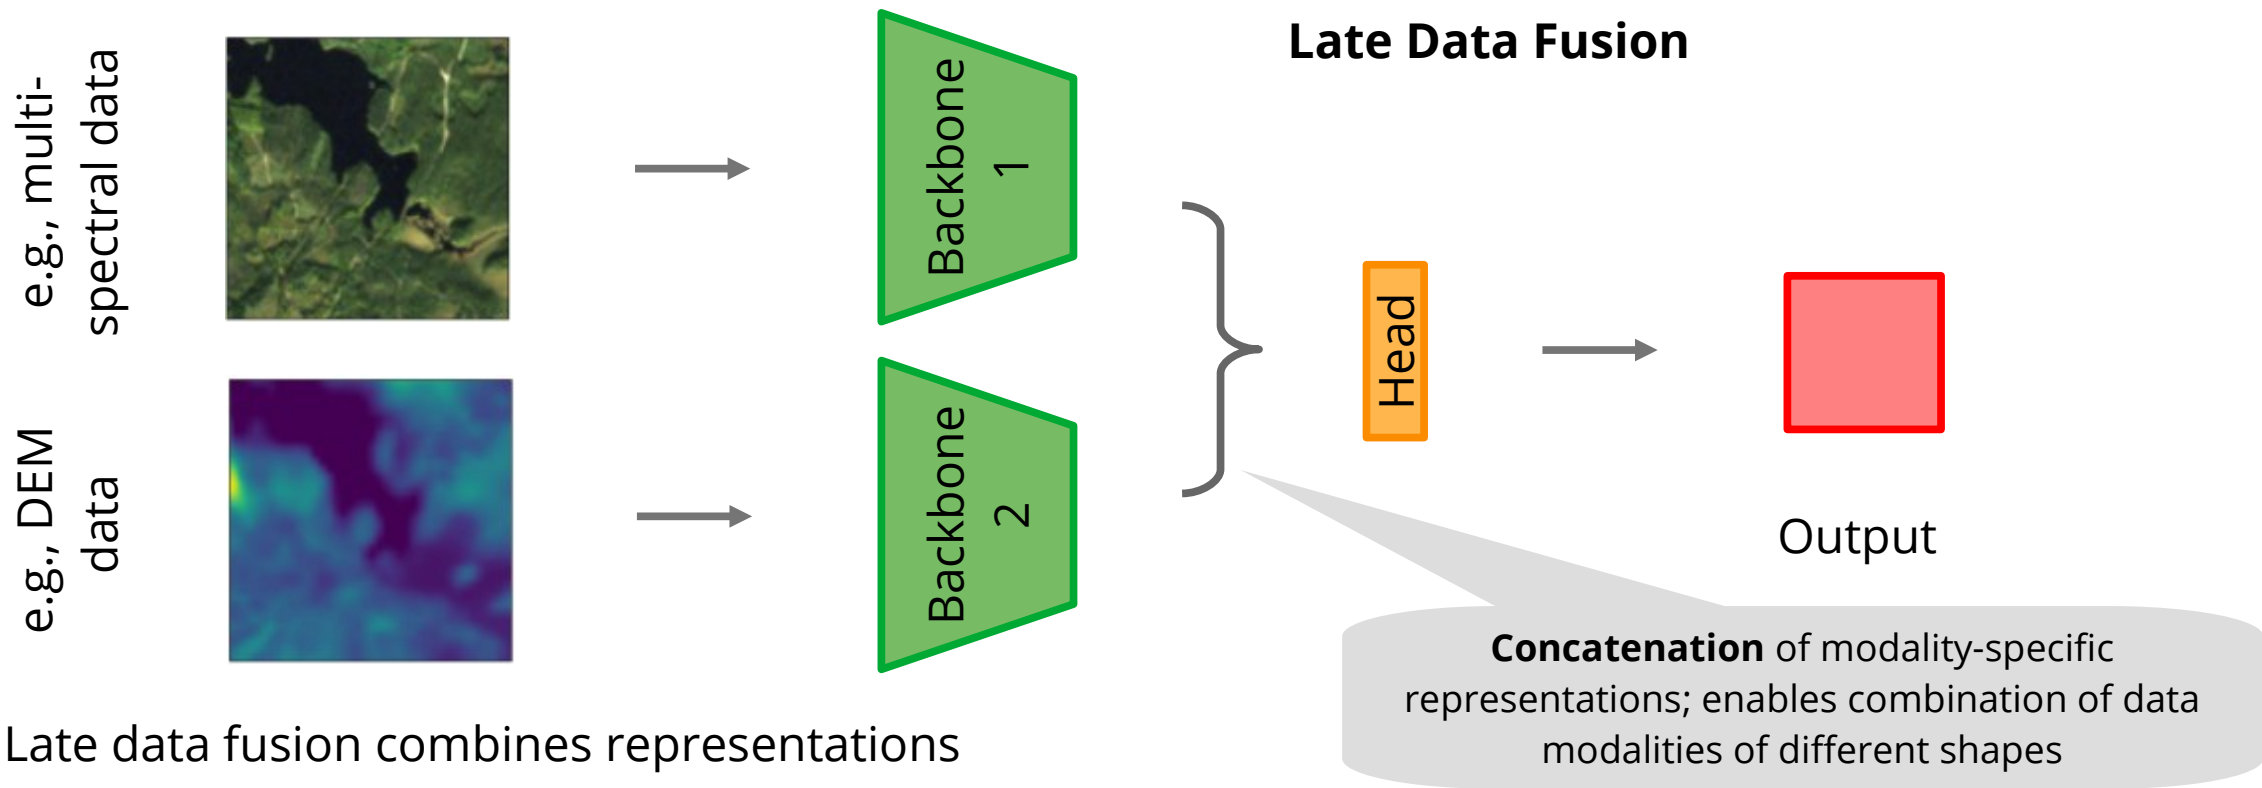 Late Data Fusion
e.g., multi-
spectral data
Backbone
1
e.g., DEM
data
Backbone
2
Head
Output
Concatenation of modality-specific
representations; enables combination of data
modalities of different shapes
Late data fusion combines representations